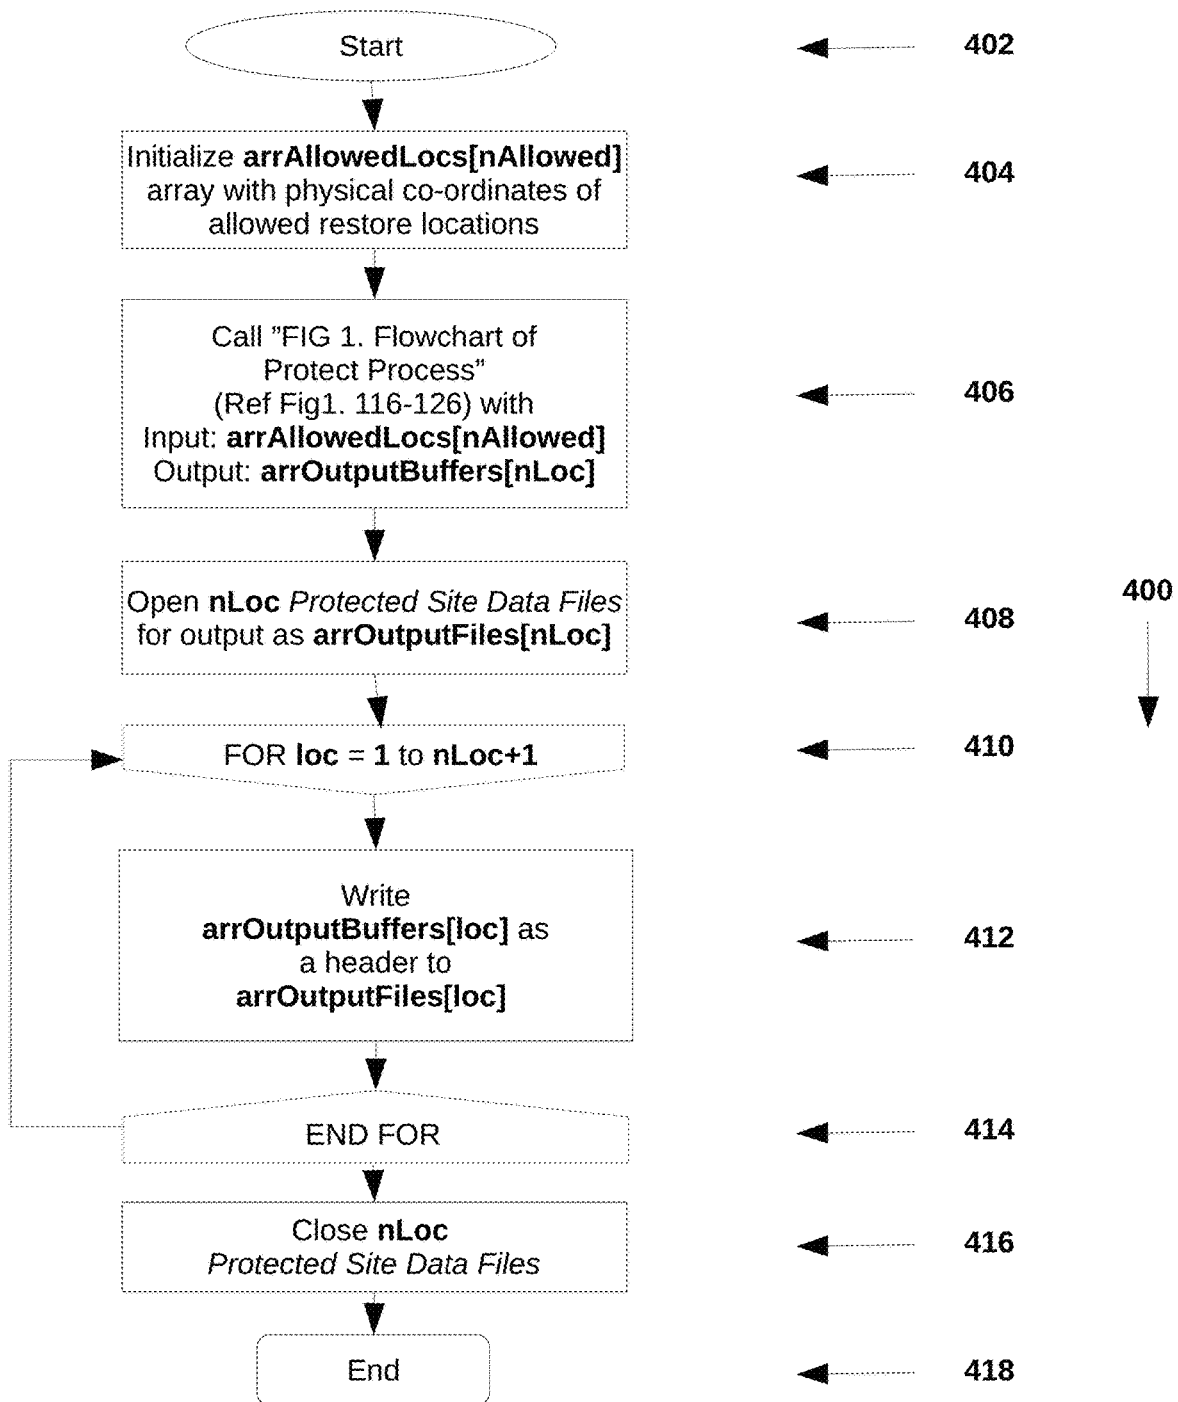 Start
402
Initialize arrAllowedLocs[nAllowed]
array with physical co-ordinates of
allowed restore locations
404
Call ”FIG 1. Flowchart of
Protect Process”
(Ref Fig1. 116-126) with
Input: arrAllowedLocs[nAllowed]
Output: arrOutputBuffers[nLoc]
406
Open nLoc Protected Site Data Files
for output as arrOutputFiles[nLoc]
408
400
FOR loc = 1 to nLoc+1
410
Write
arrOutputBuffers[loc] as
a header to
arrOutputFiles[loc]
412
END FOR
414
Close nLoc
Protected Site Data Files
416
End
418